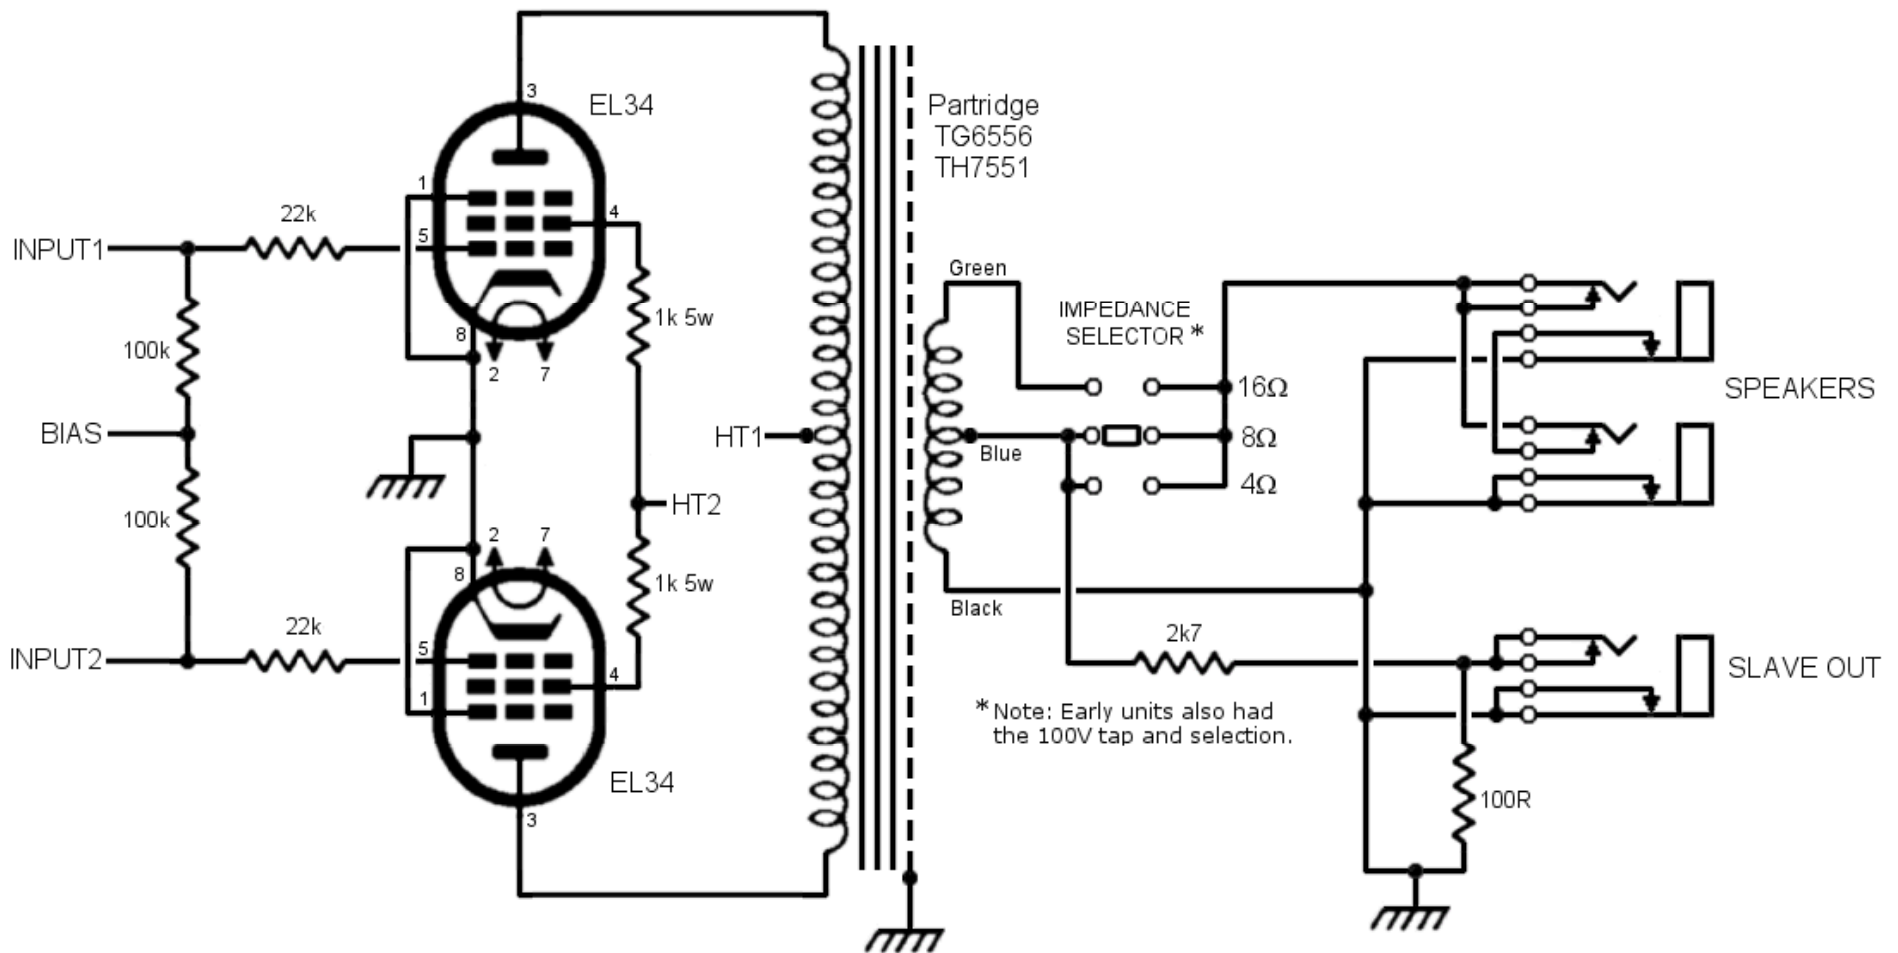 3
EL34
Partridge
TG6556
TH7551
1
22k
4
INPUT1
5
Green
IMPEDANCE
SELECTOR *
1k 5w
8
100k
2 7
16Ω
SPEAKERS
BIAS
HT1
8Ω
Blue
4Ω
HT2
100k
2 7
8
1k 5w
Black
22k
2k7
INPUT2
5
4
SLAVE OUT
1
* Note: Early units also had
the 100V tap and selection.
EL34
100R
3